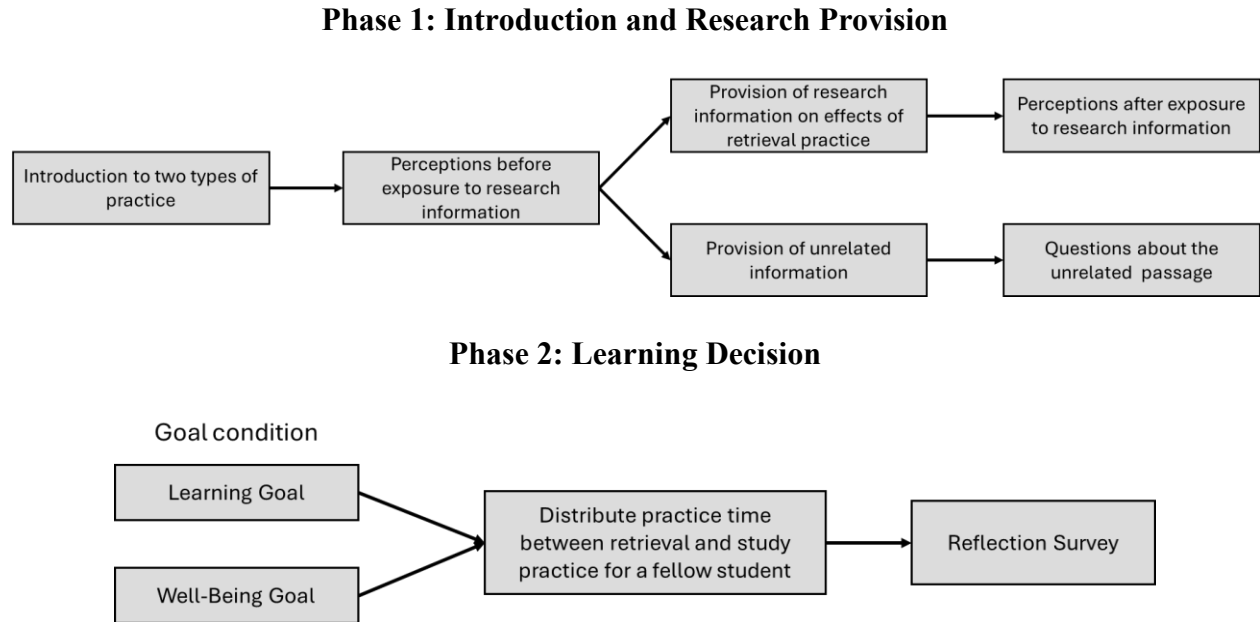 Phase 1: Introduction and Research Provision
Introduction to two types of
practice
Perceptions before
exposure to research
information
Provision of research
information on effects of
retrieval practice
Perceptions after exposure
to research information
Provision of unrelated
information
Questions about the
unrelated passage
Phase 2: Learning Decision
Goal condition
Learning Goal
Well-Being Goal
Distribute practice time
between retrieval and study
practice for a fellow student
Reflection Survey